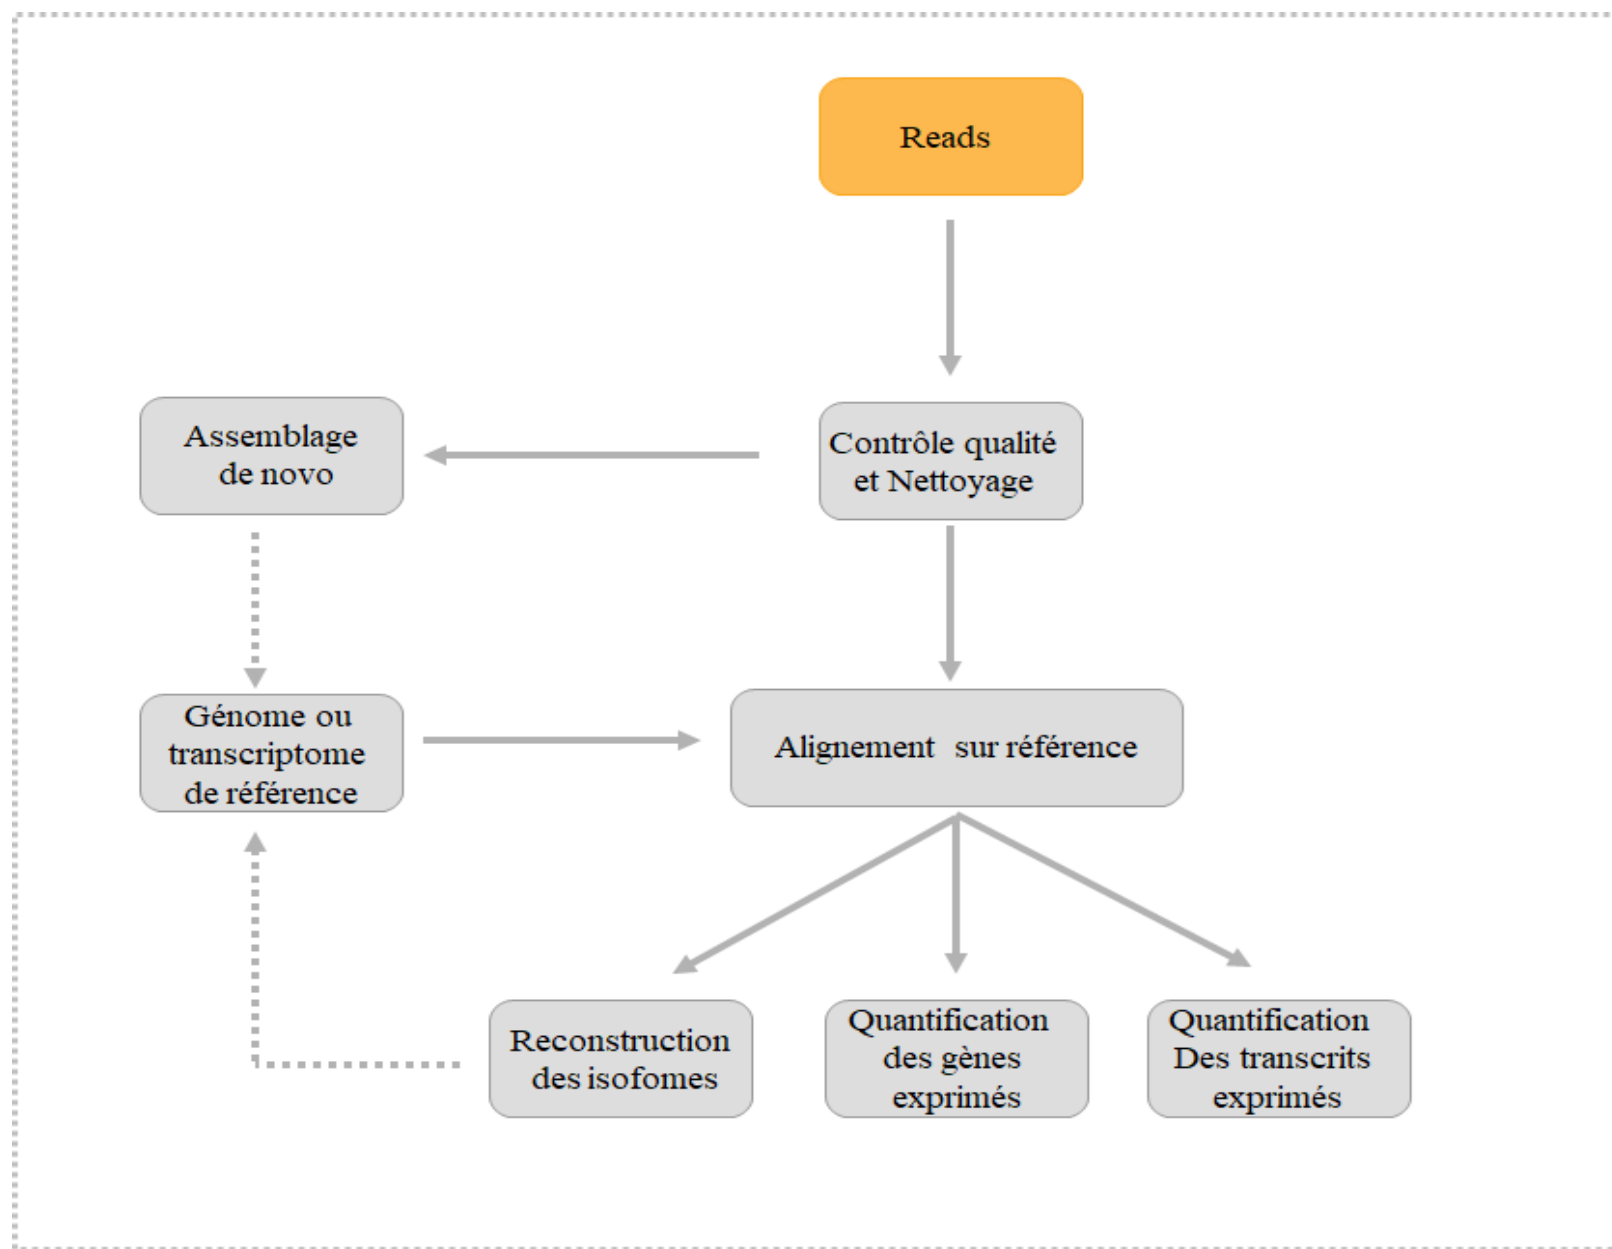 Reads
Assemblage
de novo
Contrôle qualité
et Nettoyage
Génome ou
transcriptome
de référence
Alignement sur référence
Reconstruction
des isofomes
Quantification
des gènes
exprimés
Quantification
Des transcrits
exprimés